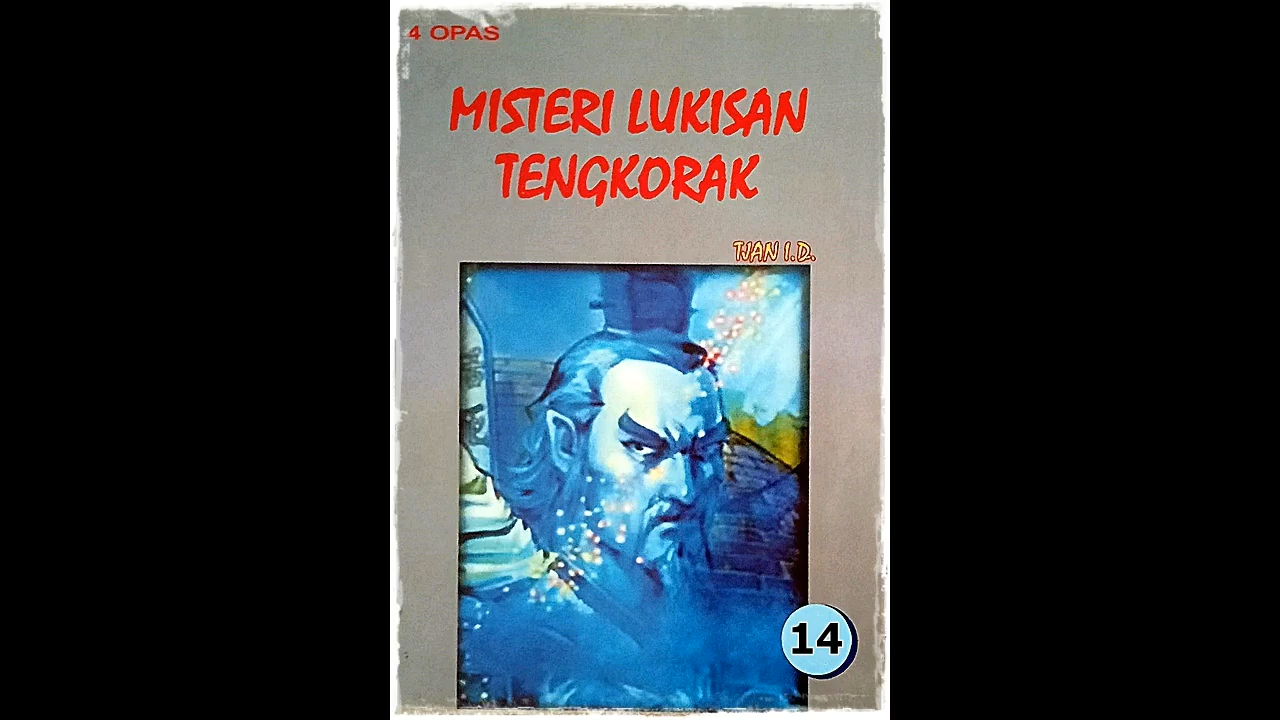 4 OPAS
MISTERI LUKISAN
TENGKORAK
TJAN I.D.
14